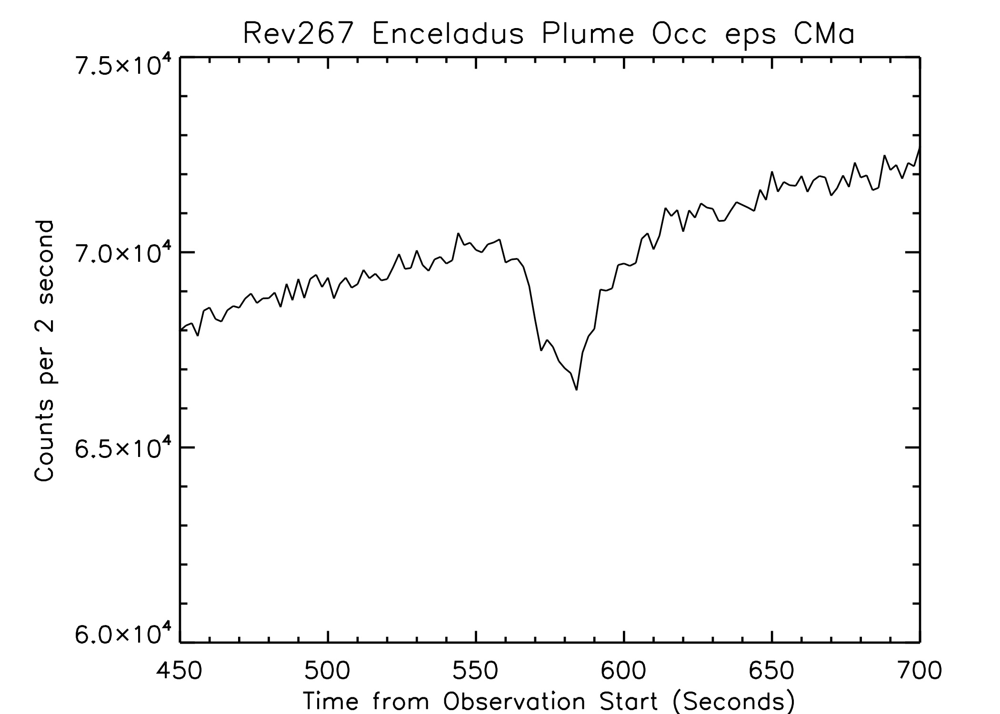 Rev267 Enceladus Plume Occ eps CMa
7.5×10⁴
7.0×10⁴
6.5×10⁴
6.0×10⁴
Counts per 2 second
450 500 550 600 650 700
Time from Observation Start (Seconds)